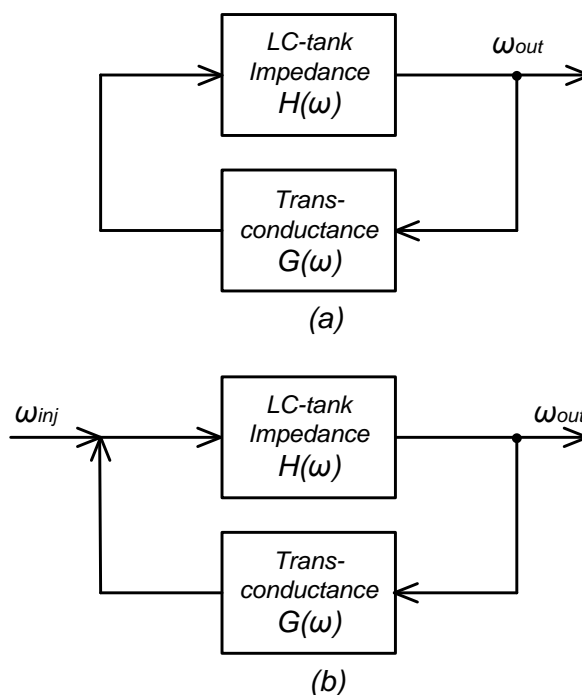 LC-tank
Impedance
H(ω)
ωout
Trans-
conductance
G(ω)
(a)
ωinj
LC-tank
Impedance
H(ω)
ωout
Trans-
conductance
G(ω)
(b)